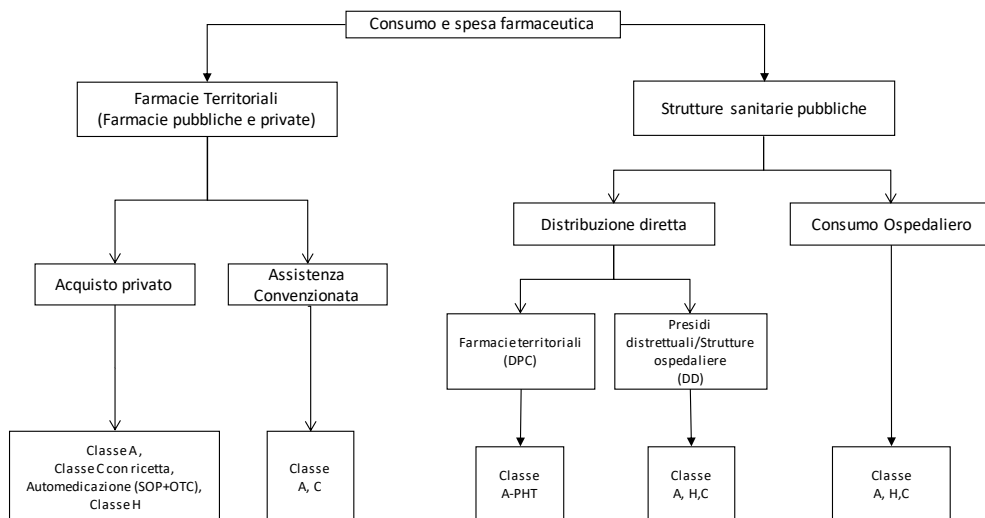 Consumo e spesa farmaceutica
Farmacie Territoriali
(Farmacie pubbliche e private)
Strutture sanitarie pubbliche
Distribuzione diretta
Consumo Ospedaliero
Acquisto privato
Assistenza
Convenzionata
Farmacie territoriali
(DPC)
Presidi
distrettuali/Strutture
ospedaliere
(DD)
Classe A,
Classe C con ricetta,
Automedicazione (SOP+OTC),
Classe H
Classe
A, C
Classe
A-PHT
Classe
A, H,C
Classe
A, H,C